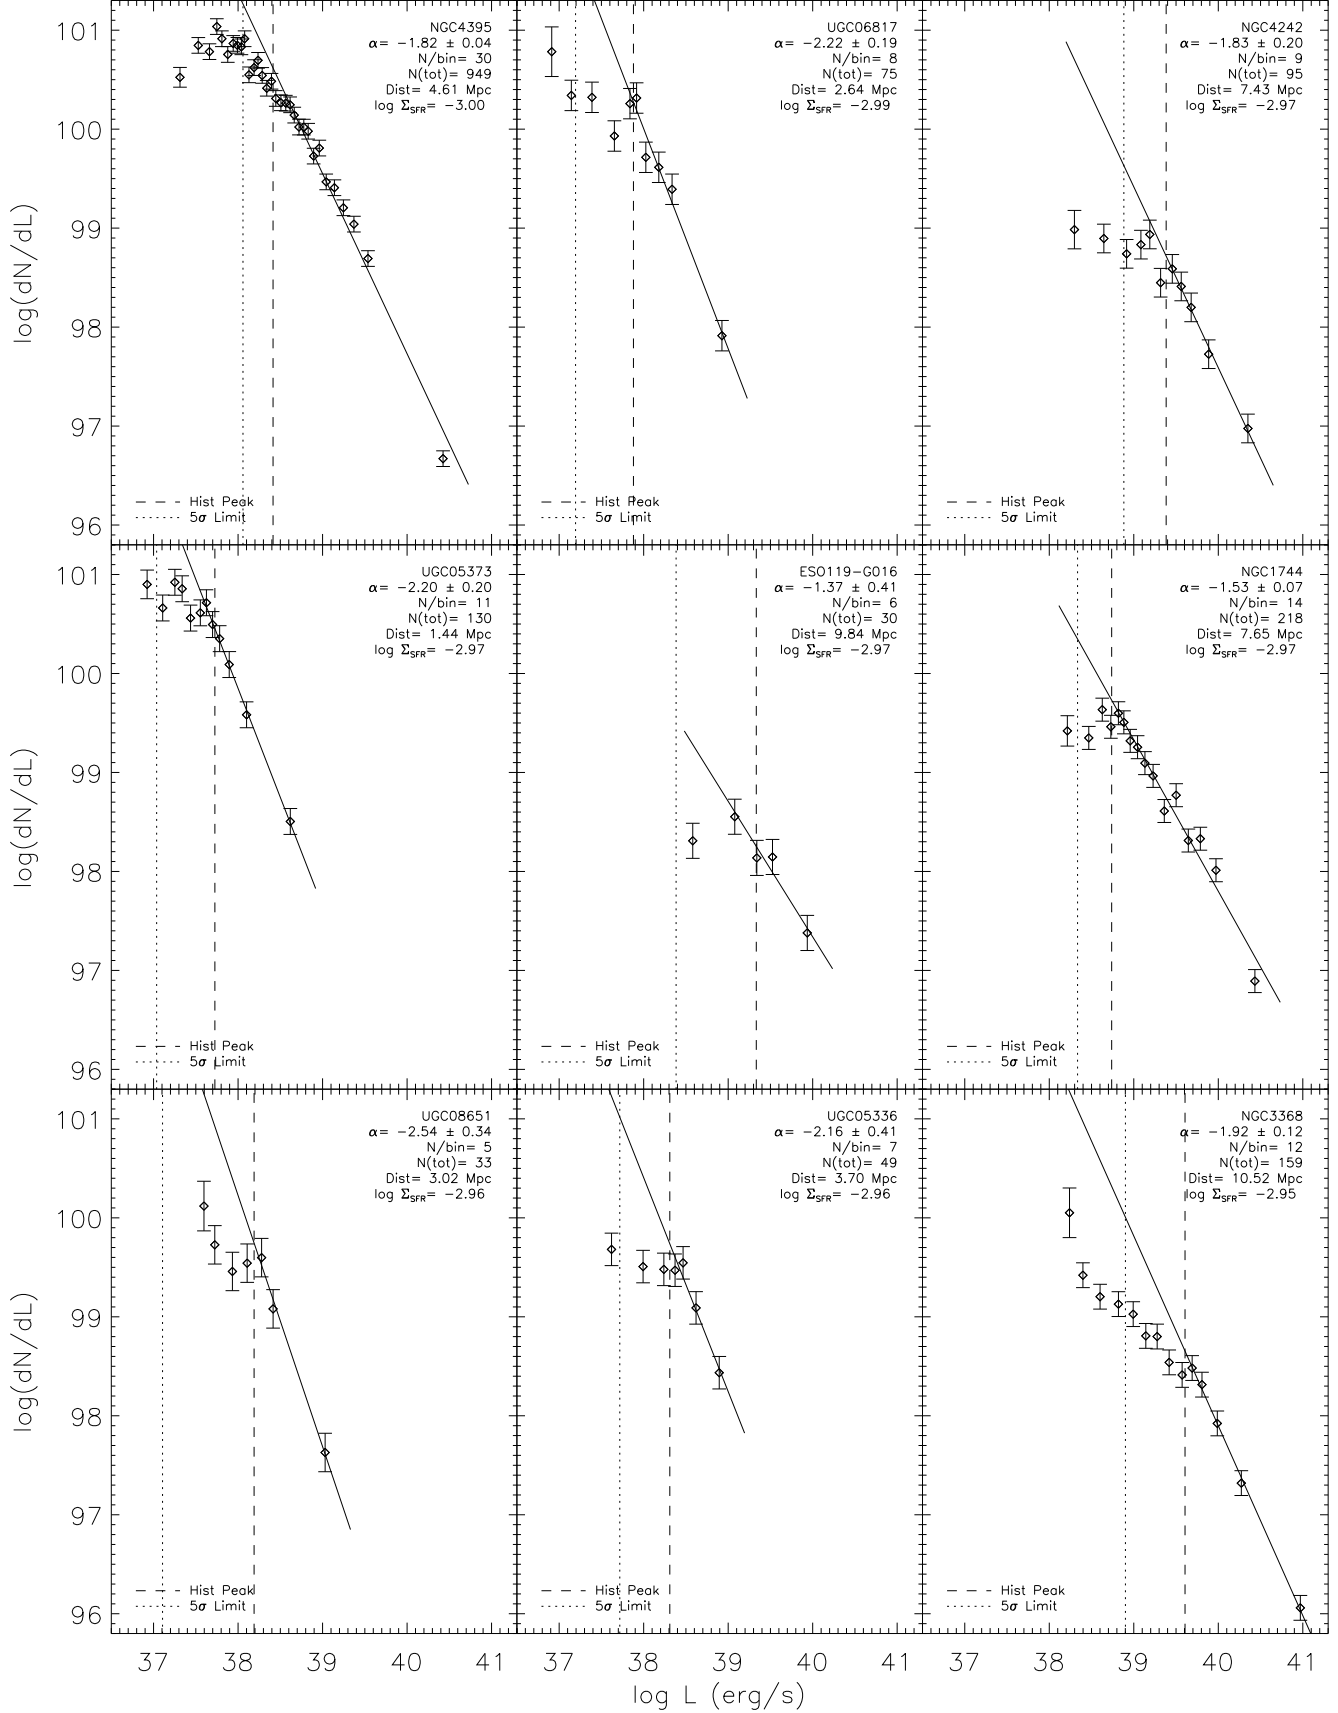 101
100
99
98
97
96
log(dN/dL)
NGC4395
α= −1.82 ± 0.04
N/bin= 30
N(tot)= 949
Dist= 4.61 Mpc
log ΣSFR= −3.00
Hist Peak
5σ Limit
UGC06817
α= −2.22 ± 0.19
N/bin= 8
N(tot)= 75
Dist= 2.64 Mpc
log ΣSFR= −2.99
Hist Peak
5σ Limit
NGC4242
α= −1.83 ± 0.20
N/bin= 9
N(tot)= 95
Dist= 7.43 Mpc
log ΣSFR= −2.97
Hist Peak
5σ Limit
101
100
99
98
97
96
log(dN/dL)
UGC05373
α= −2.20 ± 0.20
N/bin= 11
N(tot)= 130
Dist= 1.44 Mpc
log ΣSFR= −2.97
Hist Peak
5σ Limit
ESO119−G016
α= −1.37 ± 0.41
N/bin= 6
N(tot)= 30
Dist= 9.84 Mpc
log ΣSFR= −2.97
Hist Peak
5σ Limit
NGC1744
α= −1.53 ± 0.07
N/bin= 14
N(tot)= 218
Dist= 7.65 Mpc
log ΣSFR= −2.97
Hist Peak
5σ Limit
101
100
99
98
97
96
log(dN/dL)
UGC08651
α= −2.54 ± 0.34
N/bin= 5
N(tot)= 33
Dist= 3.02 Mpc
log ΣSFR= −2.96
Hist Peak
5σ Limit
UGC05336
α= −2.16 ± 0.41
N/bin= 7
N(tot)= 49
Dist= 3.70 Mpc
log ΣSFR= −2.96
Hist Peak
5σ Limit
NGC3368
α= −1.92 ± 0.12
N/bin= 12
N(tot)= 159
Dist= 10.52 Mpc
log ΣSFR= −2.95
Hist Peak
5σ Limit
37 38 39 40 41
37 38 39 40 41
37 38 39 40 41
log L (erg/s)